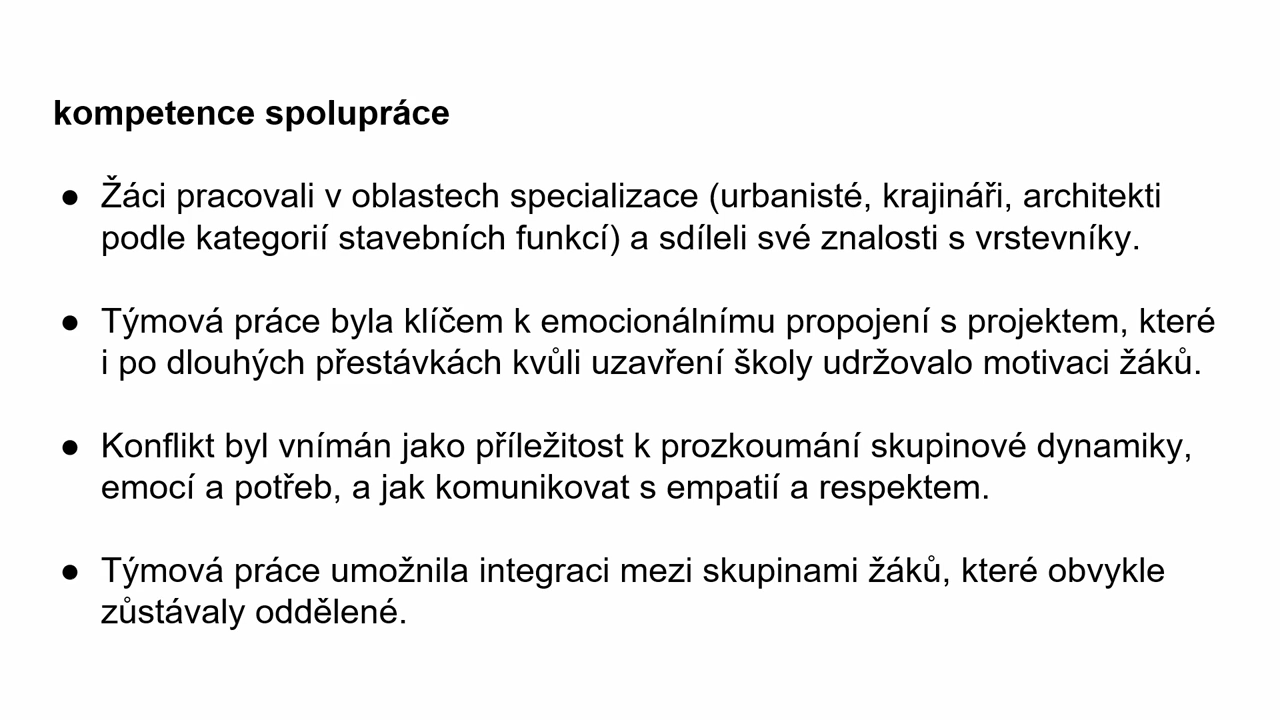 kompetence spolupráce
● Žáci pracovali v oblastech specializace (urbanisté, krajináři, architekti
podle kategorií stavebních funkcí) a sdíleli své znalosti s vrstevníky.
● Týmová práce byla klíčem k emocionálnímu propojení s projektem, které
i po dlouhých přestávkách kvůli uzavření školy udržovalo motivaci žáků.
● Konflikt byl vnímán jako příležitost k prozkoumání skupinové dynamiky,
emocí a potřeb, a jak komunikovat s empatií a respektem.
● Týmová práce umožnila integraci mezi skupinami žáků, které obvykle
zůstávaly oddělené.